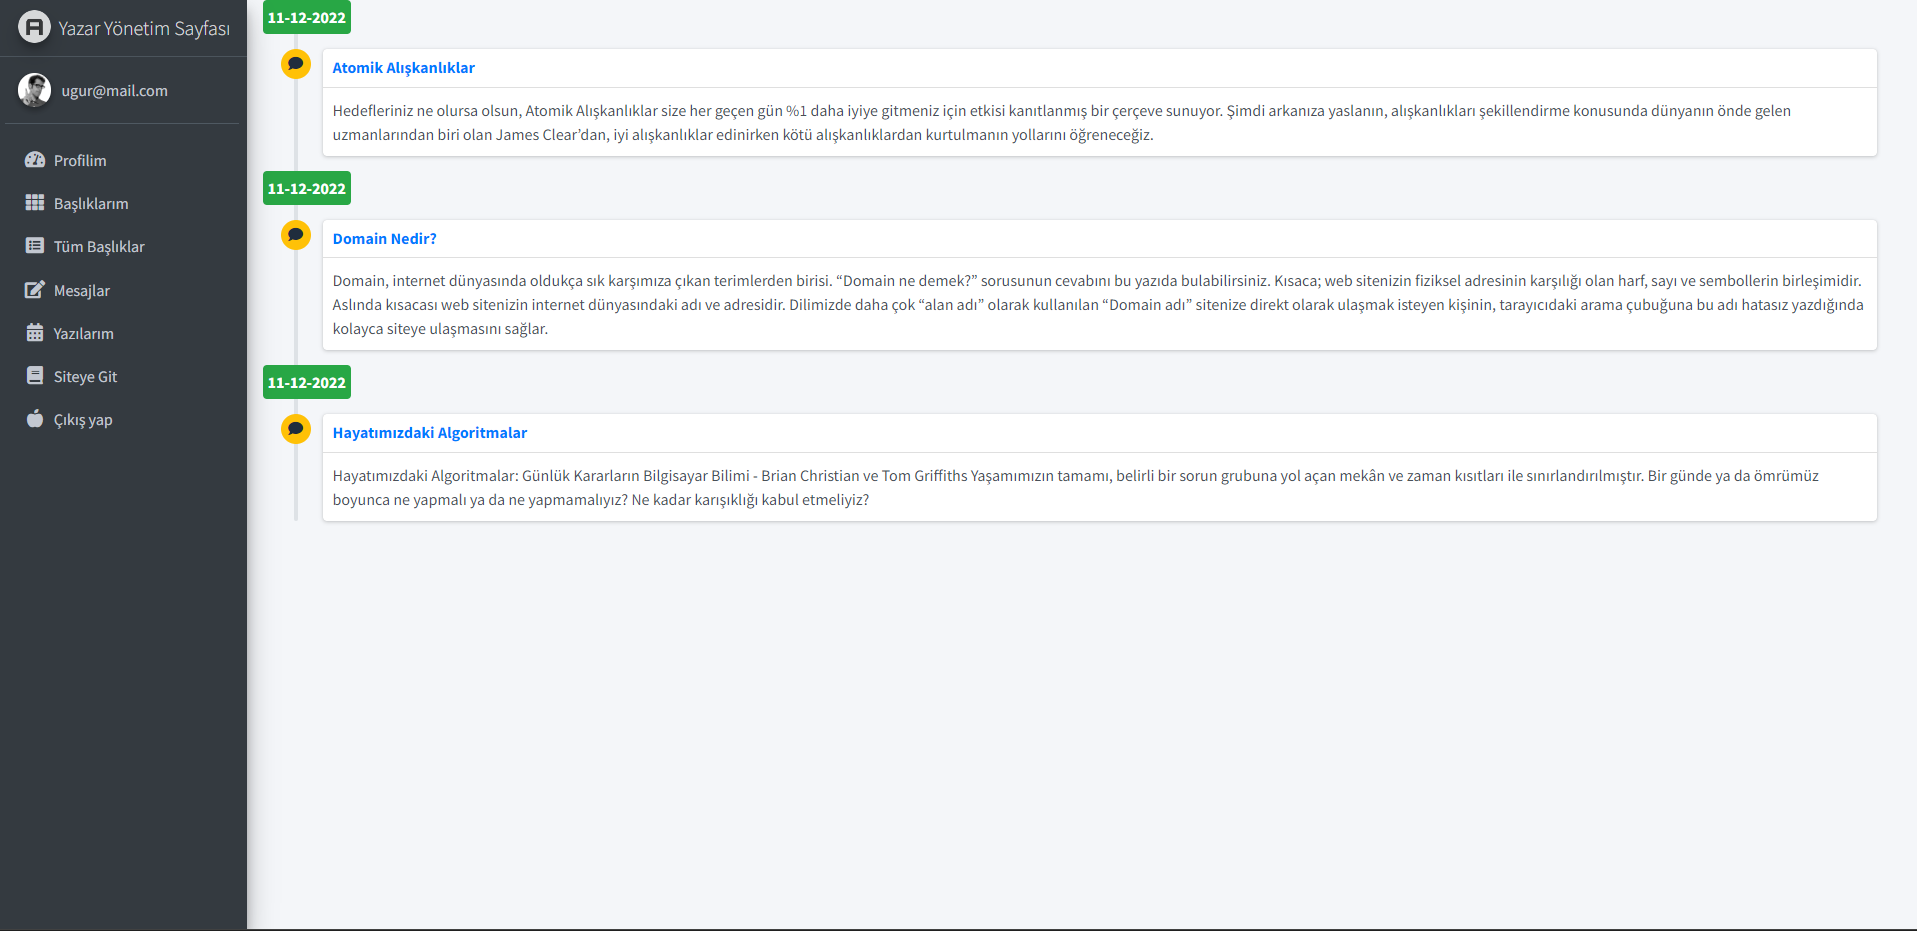 Yazar Yönetim Sayfası
ugur@mail.com
Profilim
Başlıklarım
Tüm Başlıklar
Mesajlar
Yazılarım
Siteye Git
Çıkış yap
11-12-2022
Atomik Alışkanlıklar
Hedefleriniz ne olursa olsun, Atomik Alışkanlıklar size her geçen gün %1 daha iyiye gitmeniz için etkisi kanıtlanmış bir çerçeve sunuyor. Şimdi arkanıza yaslanın, alışkanlıkları şekillendirme konusunda dünyanın önde gelen
uzmanlarından biri olan James Clear’dan, iyi alışkanlıklar edinirken kötü alışkanlıklardan kurtulmanın yollarını öğreneceğiz.
11-12-2022
Domain Nedir?
Domain, internet dünyasında oldukça sık karşımıza çıkan terimlerden birisi. “Domain ne demek?” sorusunun cevabını bu yazıda bulabilirsiniz. Kısaca; web sitenizin fiziksel adresinin karşılığı olan harf, sayı ve sembollerin birleşimidir.
Aslında kısacası web sitenizin internet dünyasındaki adı ve adresidir. Dilimizde daha çok “alan adı” olarak kullanılan “Domain adı” sitenize direkt olarak ulaşmak isteyen kişinin, tarayıcıdaki arama çubuğuna bu adı hatasız yazdığında
kolayca siteye ulaşmasını sağlar.
11-12-2022
Hayatımızdaki Algoritmalar
Hayatımızdaki Algoritmalar: Günlük Kararların Bilgisayar Bilimi - Brian Christian ve Tom Griffiths Yaşamımızın tamamı, belirli bir sorun grubuna yol açan mekân ve zaman kısıtları ile sınırlandırılmıştır. Bir günde ya da ömrümüz
boyunca ne yapmalı ya da ne yapmamalıyız? Ne kadar karışıklığı kabul etmeliyiz?